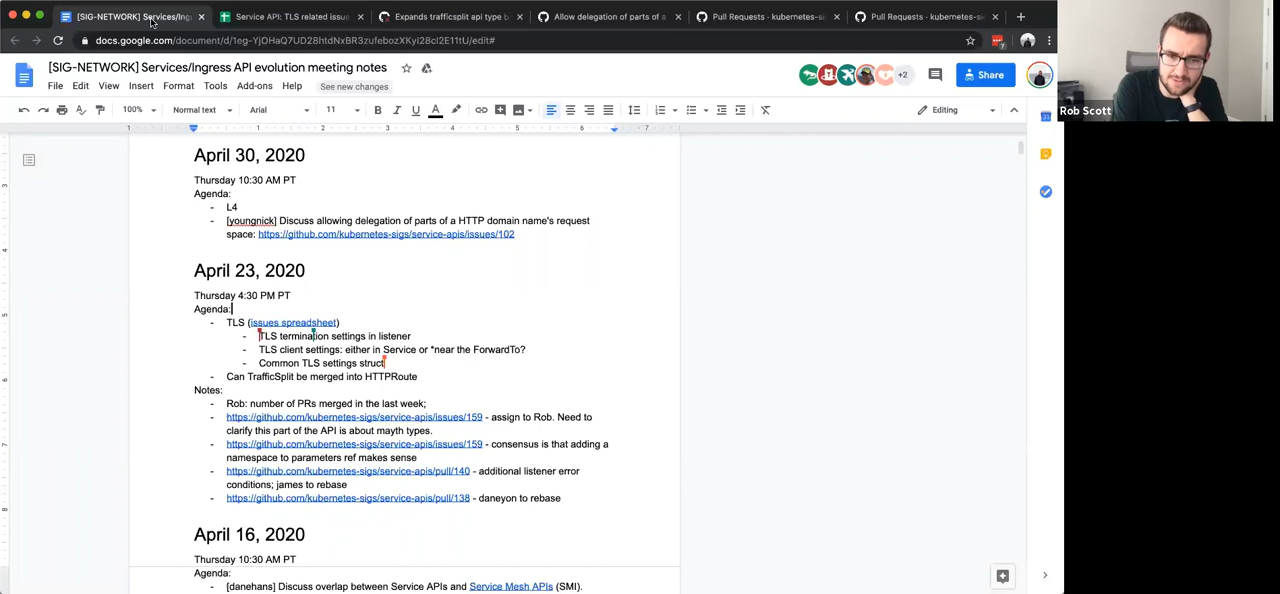 [SIG-NETWORK] Services/Ingr
Service API: TLS related issue
Expands trafficsplit api type b
Allow delegation of parts of a
Pull Requests · kubernetes-si
Pull Requests · kubernetes-s
docs.google.com/document/d/1eg-YjOHaQ7UD28htdNxBR3zufebozXKyI28cl2E11tU/edit#
7
[SIG-NETWORK] Services/Ingress API evolution meeting notes
+2
Share
File Edit View Insert Format Tools Add-ons Help See new changes
100% Normal text Arial 11 Editing
1 1 2 3 4 5 6 7
Rob Scott
April 30, 2020
Thursday 10:30 AM PT
Agenda:
- L4
- [youngnick] Discuss allowing delegation of parts of a HTTP domain name's request
space: https://github.com/kubernetes-sigs/service-apis/issues/102
April 23, 2020
Thursday 4:30 PM PT
Agenda:
- TLS (issues spreadsheet)
- TLS termination settings in listener
- TLS client settings: either in Service or *near the ForwardTo?
- Common TLS settings struct
- Can TrafficSplit be merged into HTTPRoute
Notes:
- Rob: number of PRs merged in the last week;
- https://github.com/kubernetes-sigs/service-apis/issues/159 - assign to Rob. Need to
clarify this part of the API is about mayth types.
- https://github.com/kubernetes-sigs/service-apis/issues/159 - consensus is that adding a
namespace to parameters ref makes sense
- https://github.com/kubernetes-sigs/service-apis/pull/140 - additional listener error
conditions; james to rebase
- https://github.com/kubernetes-sigs/service-apis/pull/138 - daneyon to rebase
April 16, 2020
Thursday 10:30 AM PT
Agenda:
- [danehans] Discuss overlap between Service APIs and Service Mesh APIs (SMI).